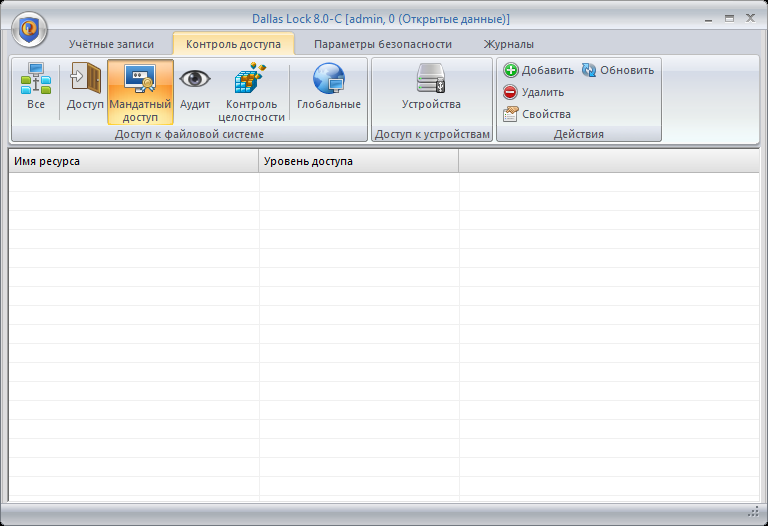 Dallas Lock 8.0-C [admin, 0 (Открытые данные)]
Учётные записи Контроль доступа Параметры безопасности Журналы
Все Доступ Мандатный доступ Аудит Контроль целостности Глобальные
Доступ к файловой системе
Устройства
Доступ к устройствам
Добавить Обновить
Удалить
Свойства
Действия
Имя ресурса Уровень доступа